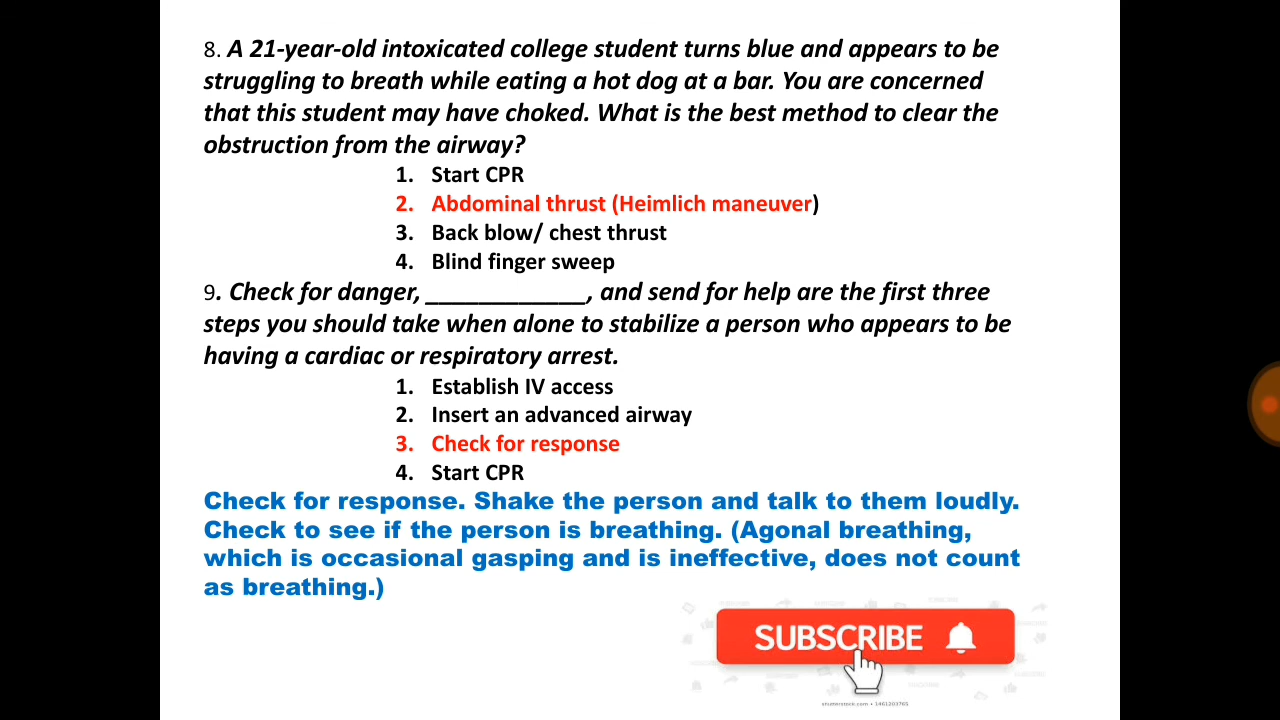 8. A 21-year-old intoxicated college student turns blue and appears to be
struggling to breath while eating a hot dog at a bar. You are concerned
that this student may have choked. What is the best method to clear the
obstruction from the airway?
1. Start CPR
2. Abdominal thrust (Heimlich maneuver)
3. Back blow/ chest thrust
4. Blind finger sweep
9. Check for danger, ____________, and send for help are the first three
steps you should take when alone to stabilize a person who appears to be
having a cardiac or respiratory arrest.
1. Establish IV access
2. Insert an advanced airway
3. Check for response
4. Start CPR
Check for response. Shake the person and talk to them loudly.
Check to see if the person is breathing. (Agonal breathing,
which is occasional gasping and is ineffective, does not count
as breathing.)
SUBSCRIBE
shutterstock.com • 1461203765